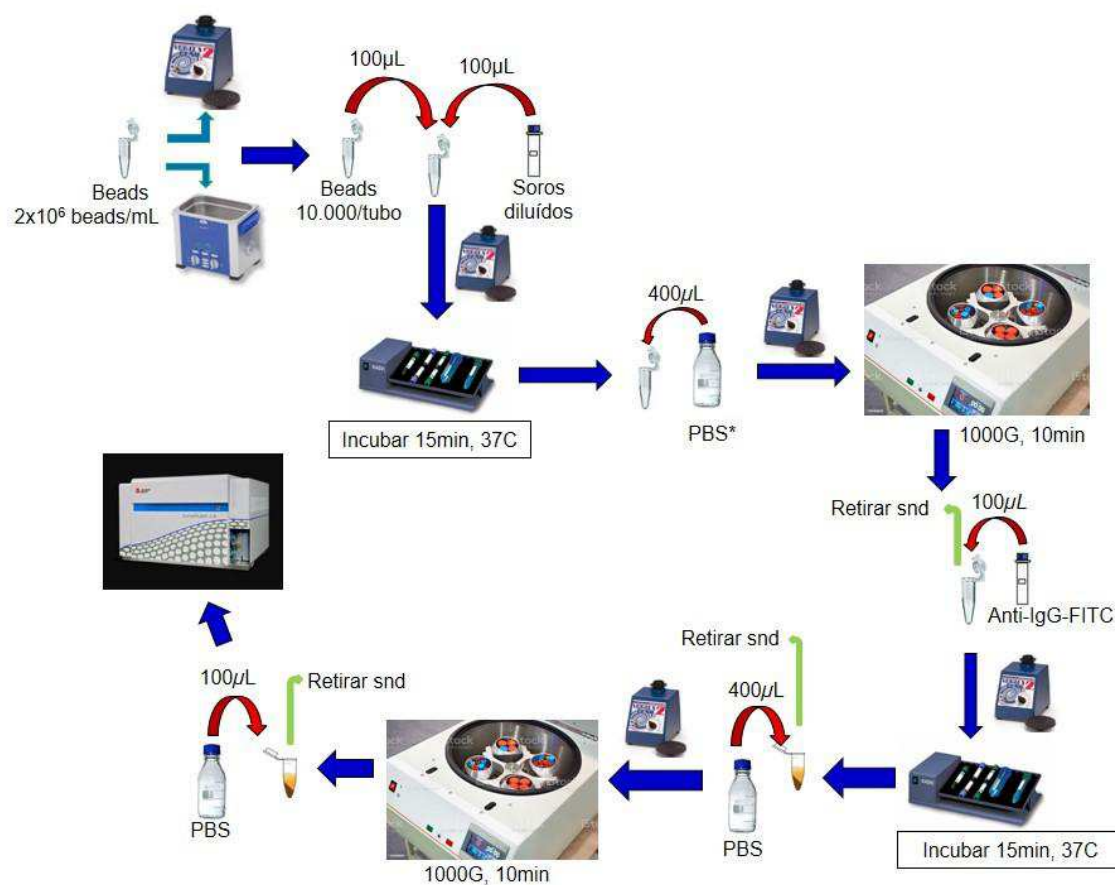 100µL
100µL
Beads
2x10⁶ beads/mL
Beads
10.000/tubo
Soros
diluídos
400µL
Incubar 15min, 37C
PBS*
1000G, 10min
Retirar snd
100µL
Anti-IgG-FITC
Retirar snd
400µL
Retirar snd
100µL
PBS
1000G, 10min
PBS
Incubar 15min, 37C